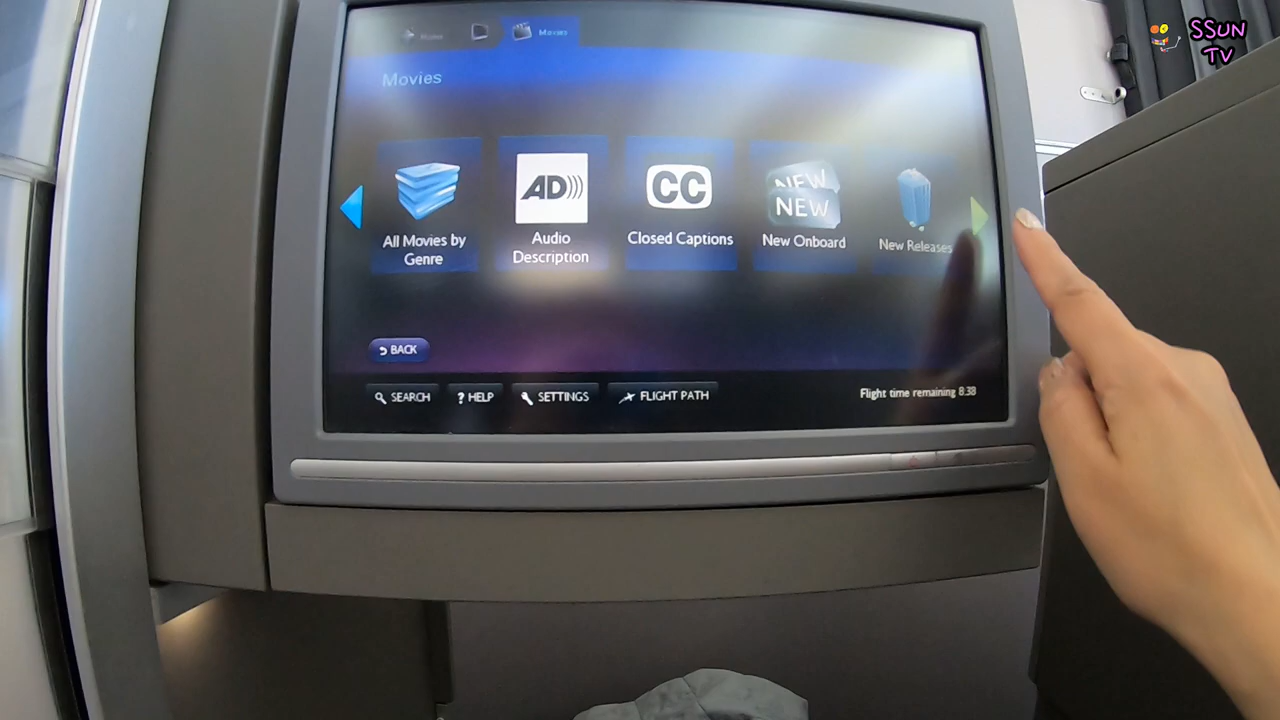 SSun
TV
Home
Movies
Movies
AD
CC
NEW
NEW
All Movies by
Genre
Audio
Description
Closed Captions
New Onboard
New Releases
BACK
SEARCH
? HELP
SETTINGS
FLIGHT PATH
Flight time remaining 8:38